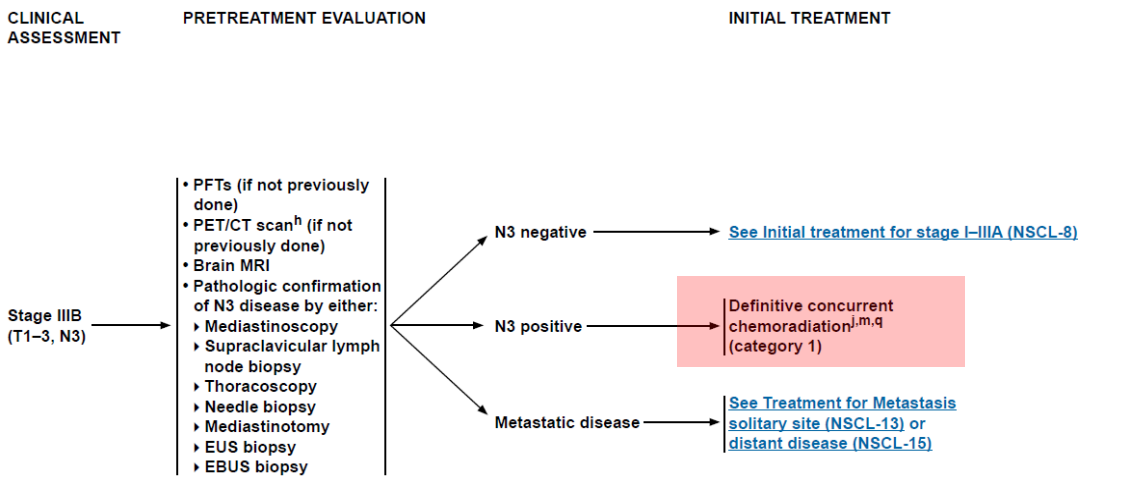 CLINICAL
ASSESSMENT
PRETREATMENT EVALUATION
INITIAL TREATMENT
Stage IIIB
(T1–3, N3)
• PFTs (if not previously
done)
• PET/CT scanh (if not
previously done)
• Brain MRI
• Pathologic confirmation
of N3 disease by either:
Mediastinoscopy
Supraclavicular lymph
node biopsy
Thoracoscopy
Needle biopsy
Mediastinotomy
EUS biopsy
EBUS biopsy
N3 negative
See Initial treatment for stage I–IIIA (NSCL-8)
N3 positive
Definitive concurrent
chemoradiationj,m,q
(category 1)
Metastatic disease
See Treatment for Metastasis
solitary site (NSCL-13) or
distant disease (NSCL-15)